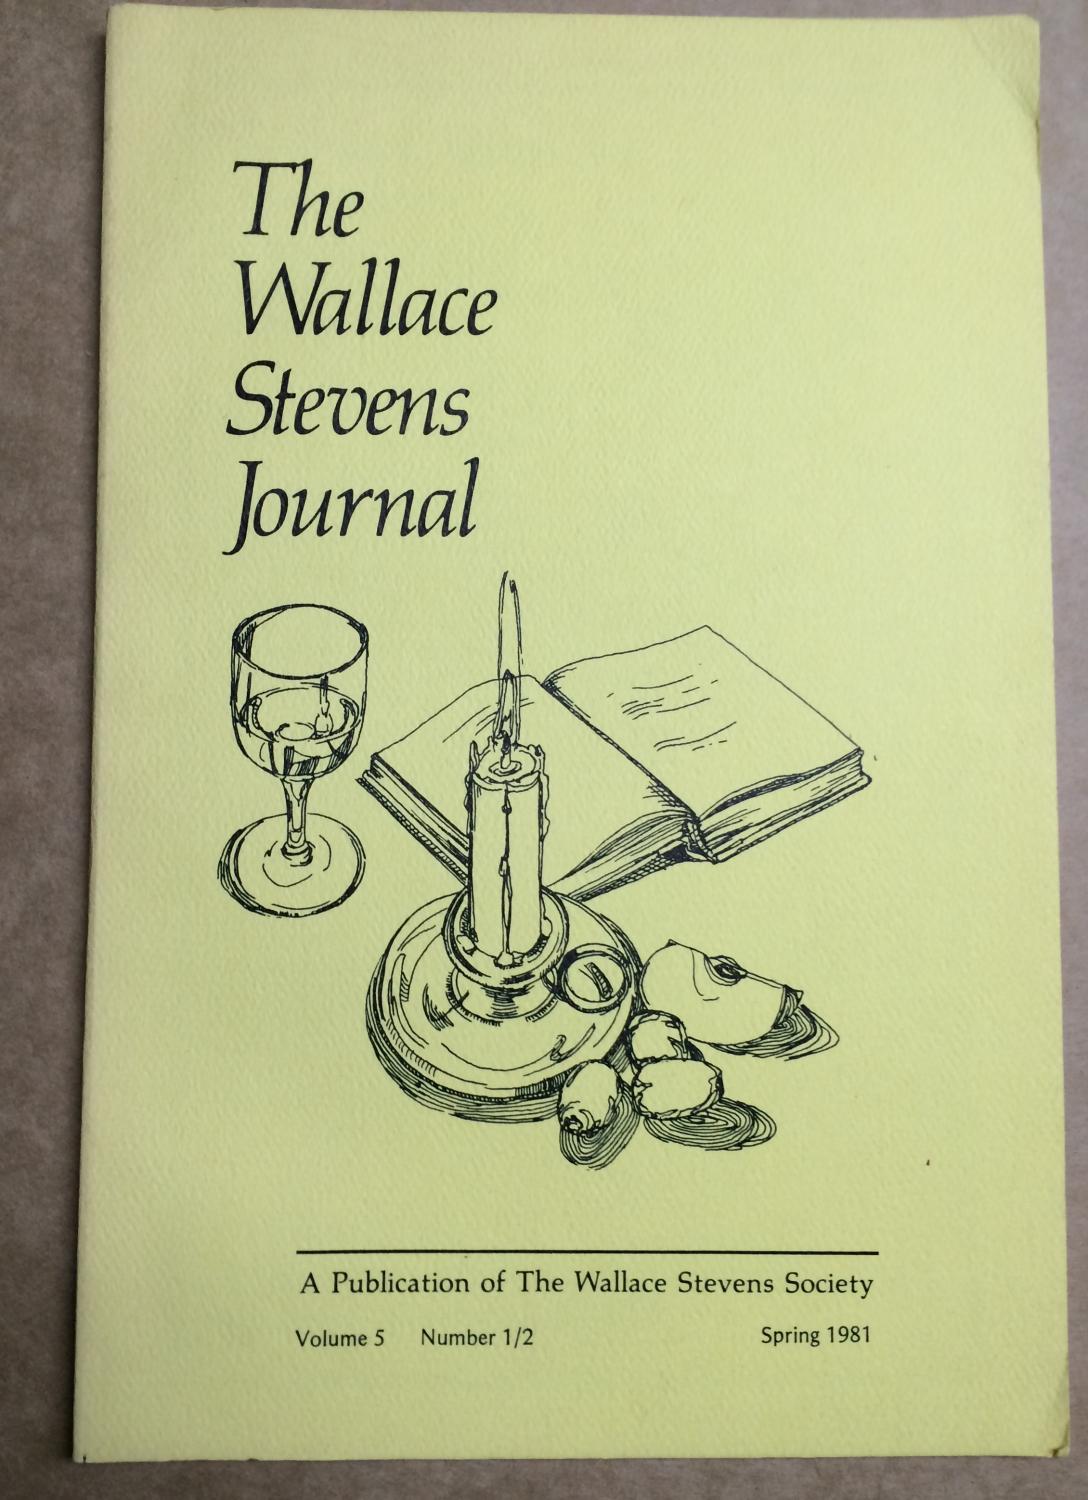 The
Wallace
Stevens
Journal
A Publication of The Wallace Stevens Society
Volume 5 Number 1/2 Spring 1981